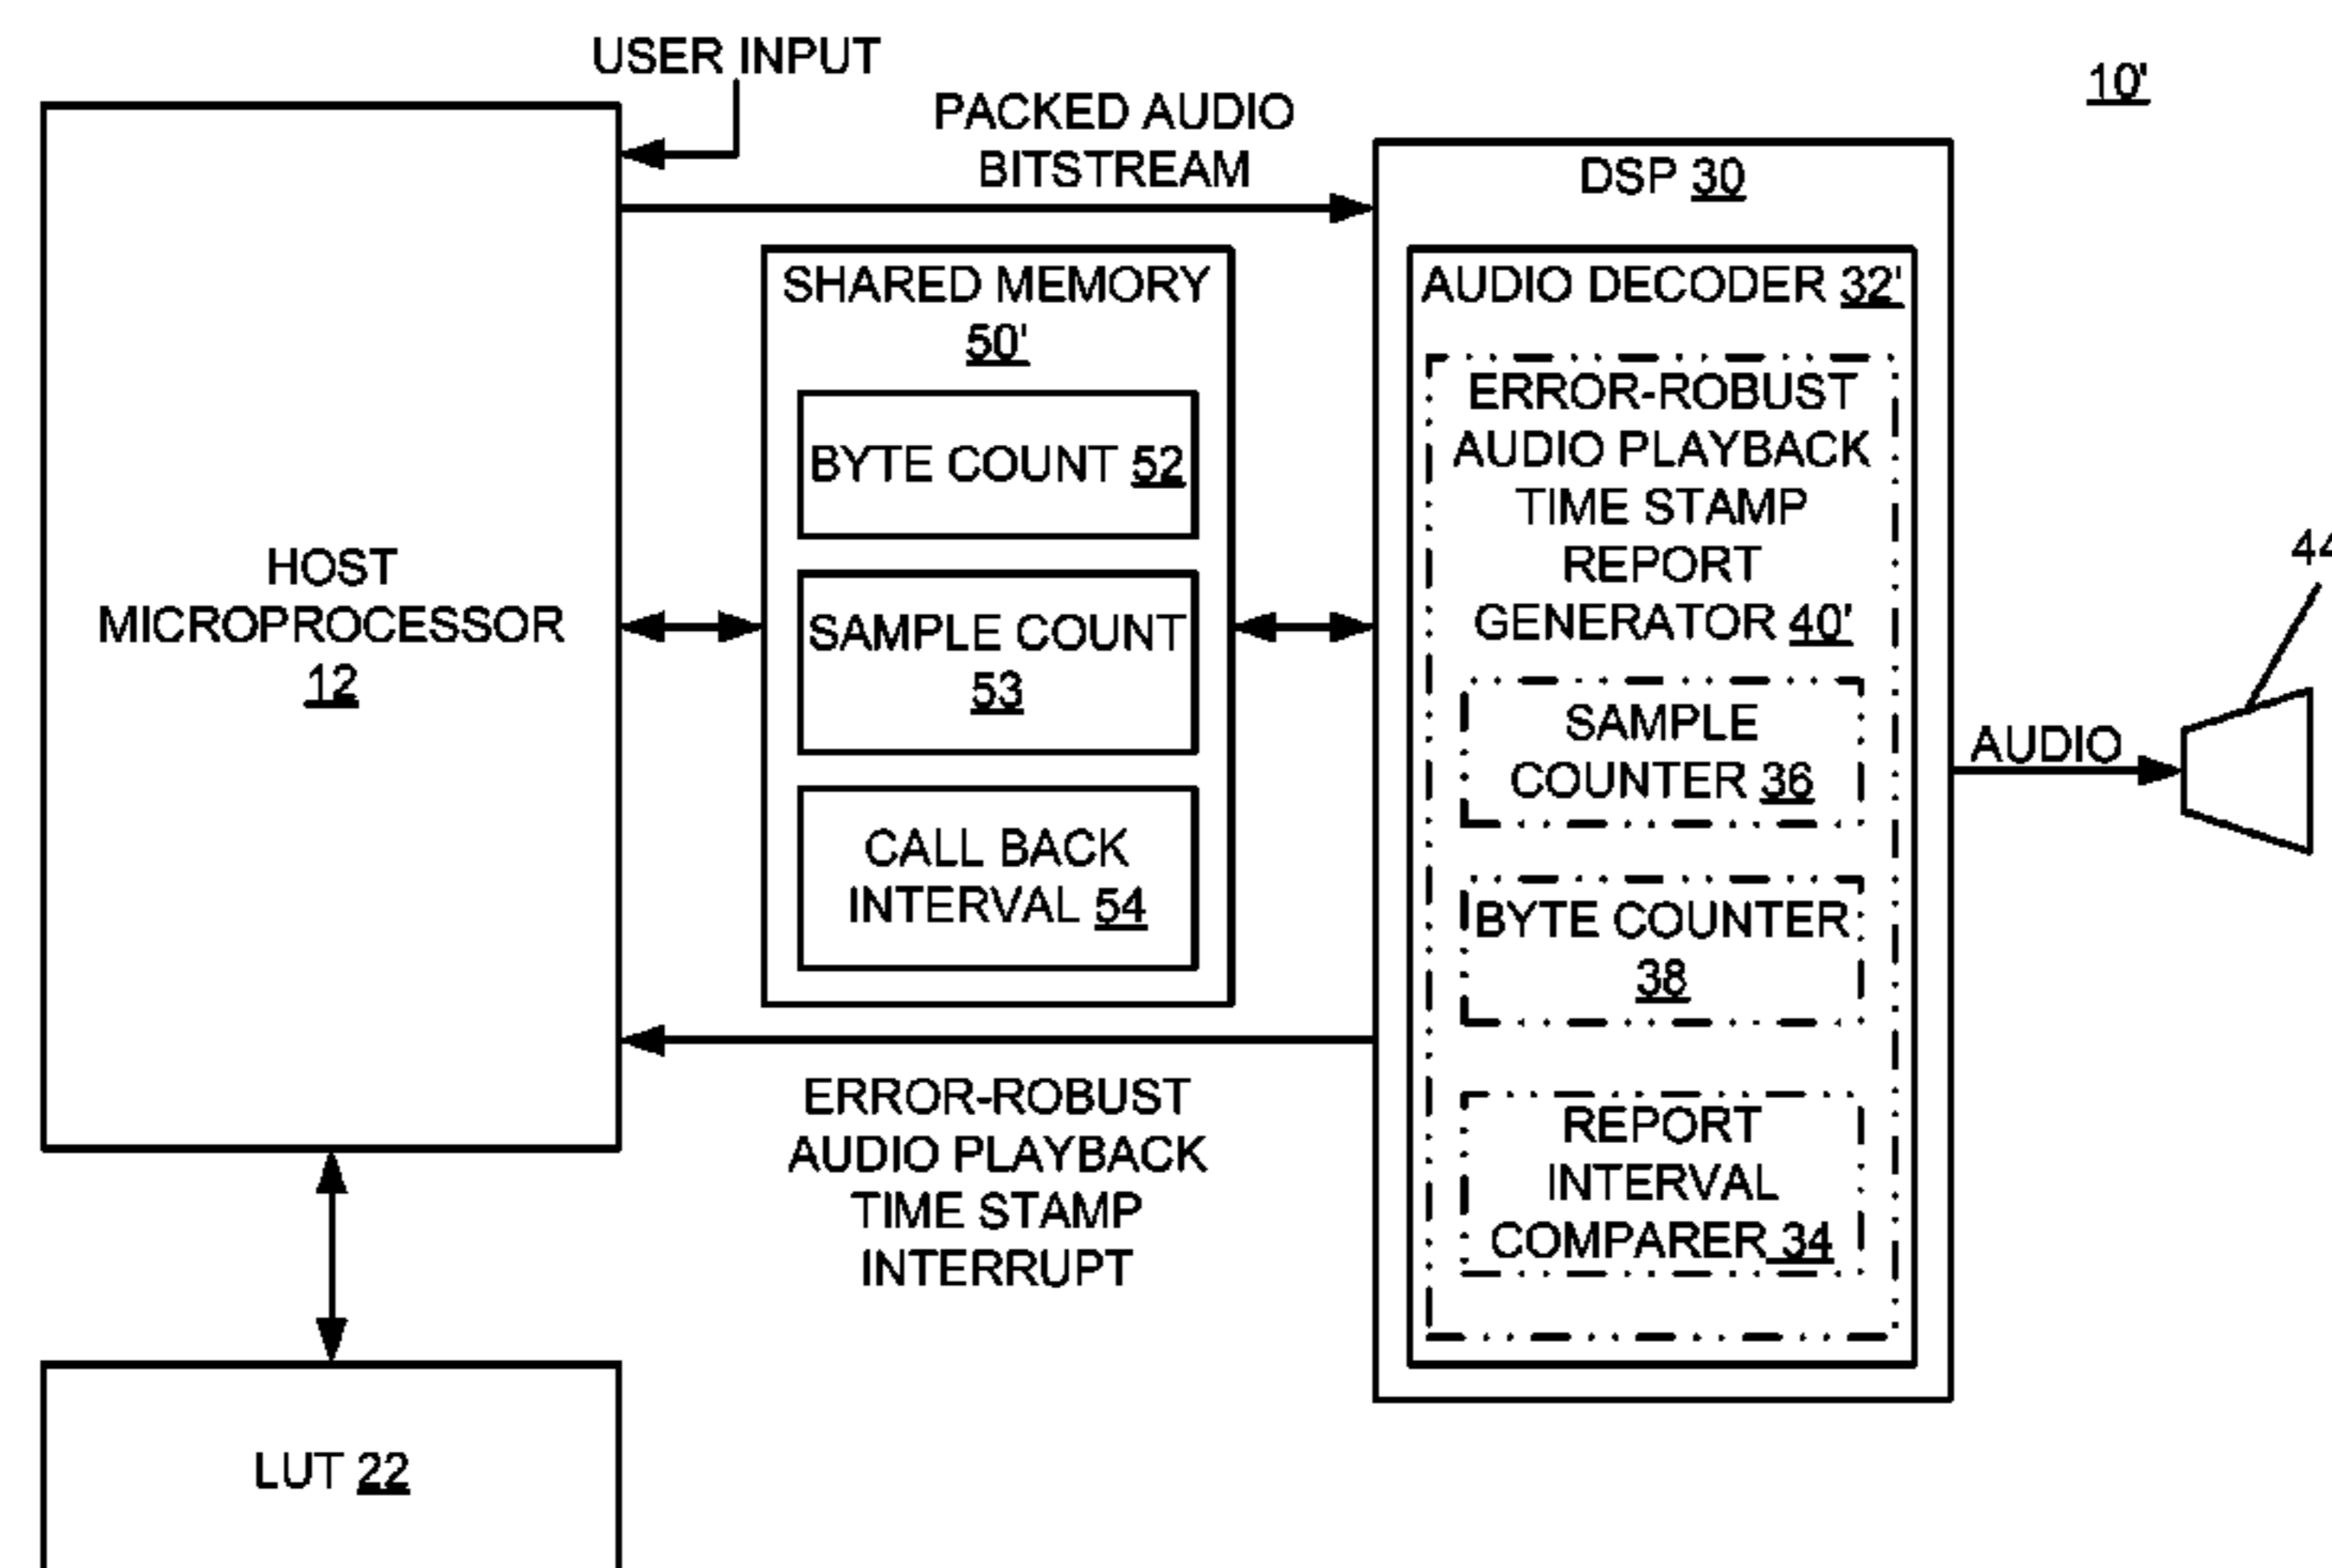 USER INPUT
10'
PACKED AUDIO
BITSTREAM
DSP 30
SHARED MEMORY
50'
AUDIO DECODER 32'
BYTE COUNT 52
ERROR-ROBUST
AUDIO PLAYBACK
TIME STAMP
REPORT
GENERATOR 40'
HOST
MICROPROCESSOR
12
SAMPLE COUNT
53
44
SAMPLE
COUNTER 36
AUDIO
CALL BACK
INTERVAL 54
BYTE COUNTER
38
ERROR-ROBUST
AUDIO PLAYBACK
TIME STAMP
INTERRUPT
REPORT
INTERVAL
COMPARER 34
LUT 22